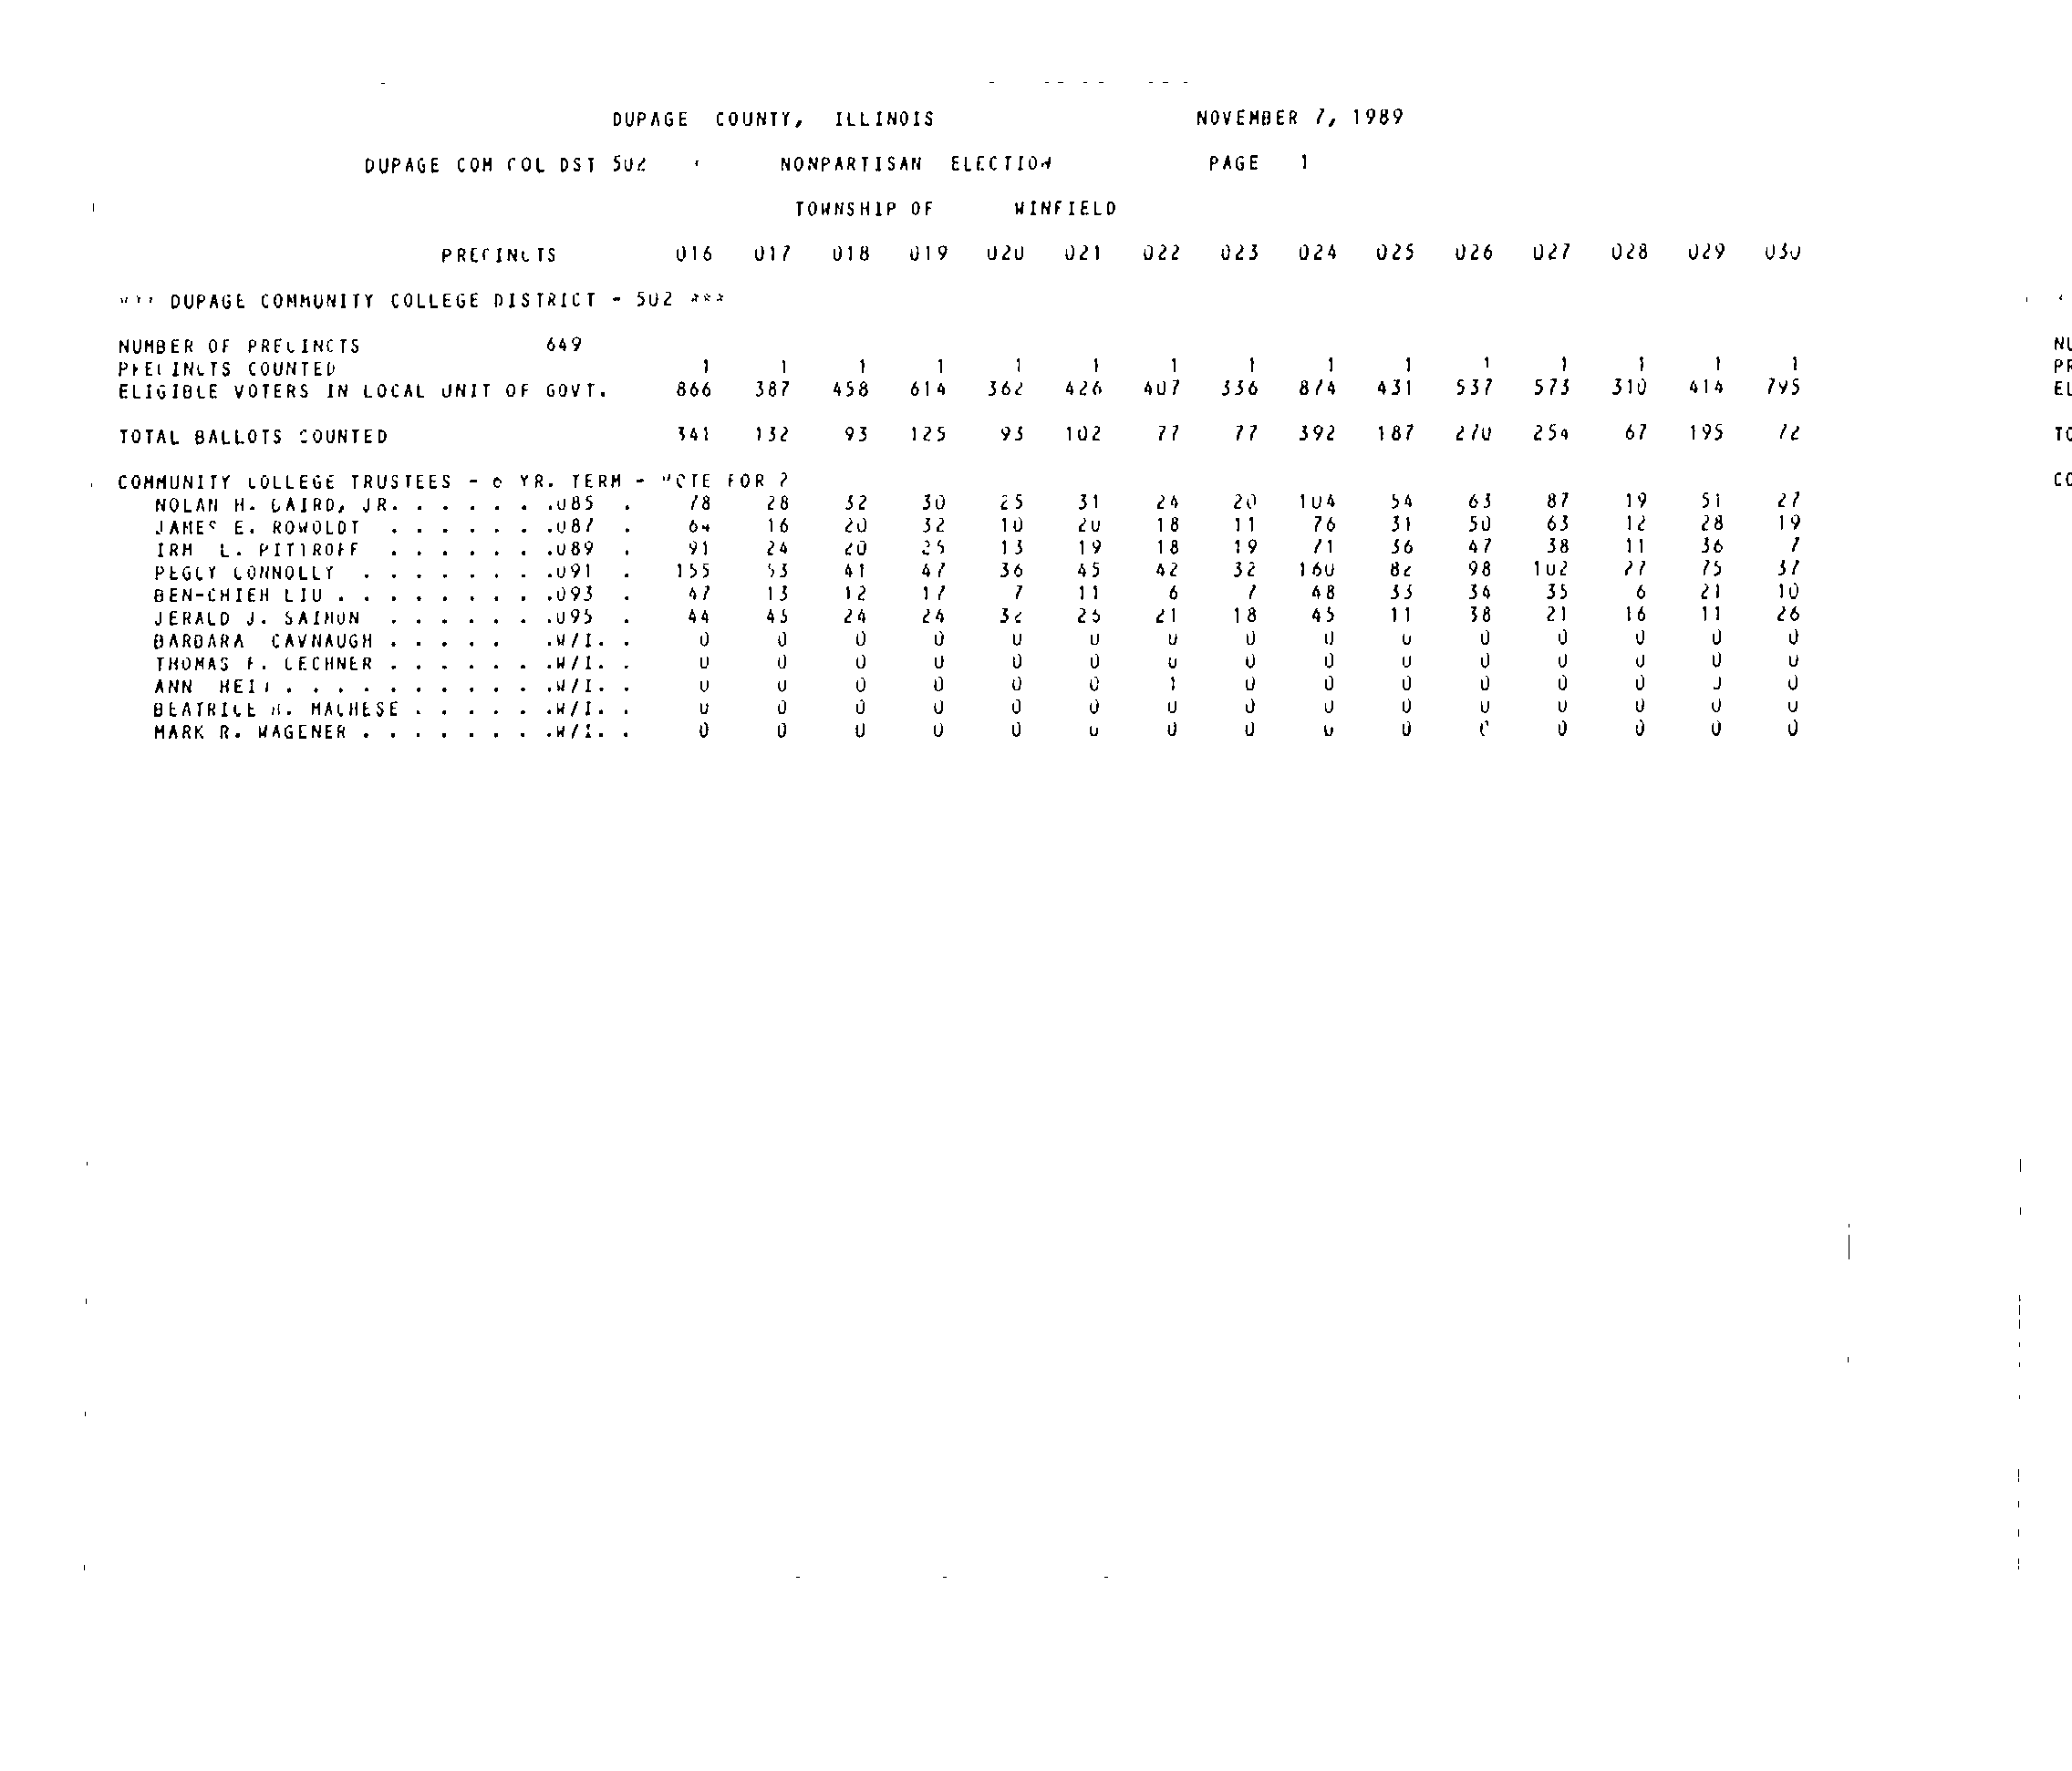 DUPAGE COUNTY, ILLINOIS NOVEMBER 7, 1989
DUPAGE COM COL DST 502 NONPARTISAN ELECTION PAGE 1
TOWNSHIP OF WINFIELD
PRECINCTS 016 017 018 019 020 021 022 023 024 025 026 027 028 029 030
*** DUPAGE COMMUNITY COLLEGE DISTRICT - 502 ***
NUMBER OF PRECINCTS 649
PRECINCTS COUNTED 1 1 1 1 1 1 1 1 1 1 1 1 1 1 1
ELIGIBLE VOTERS IN LOCAL UNIT OF GOVT. 866 387 458 614 362 426 407 336 874 431 537 573 310 414 795
TOTAL BALLOTS COUNTED 341 132 93 125 93 102 77 77 392 187 270 254 67 195 72
COMMUNITY COLLEGE TRUSTEES - 6 YR. TERM - VOTE FOR 2
NOLAN H. BAIRD, JR. . . . . . .085 . 78 28 32 30 25 31 24 20 104 54 63 87 19 51 27
JAMES E. ROWOLDT . . . . . . .087 . 64 16 20 32 10 20 18 11 76 31 50 63 12 28 19
L. PITIROFF . . . . . . .089 . 91 24 20 25 13 19 18 19 71 36 47 38 11 36 7
PEGGY CONNOLLY . . . . . . . .091 . 155 53 41 47 36 45 42 32 160 82 98 102 27 75 37
BEN-CHIEH LIU . . . . . . . . .093 . 47 13 12 17 7 11 6 7 48 33 34 35 6 21 10
JERALD J. SAIMON . . . . . . .095 . 44 45 24 24 32 25 21 18 45 11 38 21 16 11 26
BARBARA CAVNAUGH . . . . . .W/I. . 0 0 0 0 0 0 0 0 0 0 0 0 0 0 0
THOMAS F. LECHNER . . . . . . .W/I. . 0 0 0 0 0 0 0 0 0 0 0 0 0 0 0
ANN . . . . . . . . . . .W/I. . 0 0 0 0 0 0 1 0 0 0 0 0 0 0 0
BEATRICE MACHESE . . . . . .W/I. . 0 0 0 0 0 0 0 0 0 0 0 0 0 0 0
MARK R. WAGENER . . . . . . . .W/I. . 0 0 0 0 0 0 0 0 0 0 0 0 0 0 0